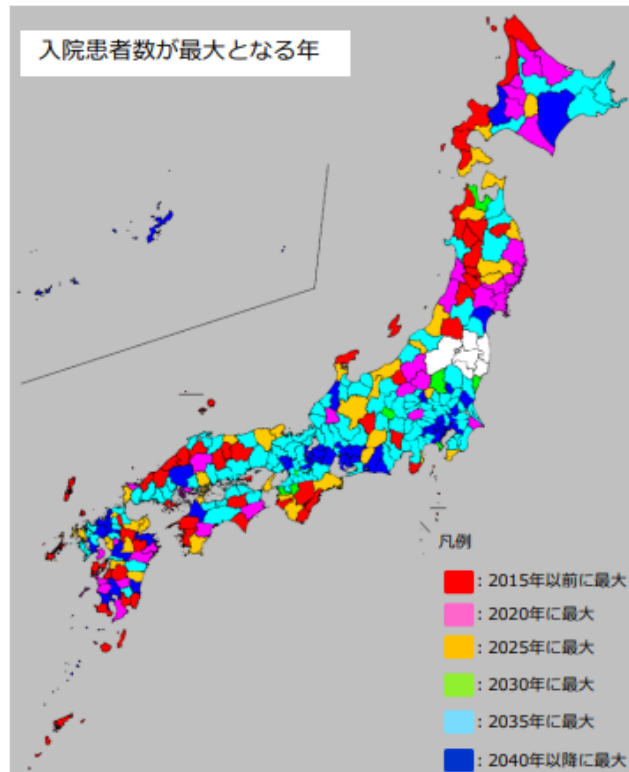 入院患者数が最大となる年
凡例
：2015年以前に最大
：2020年に最大
：2025年に最大
：2030年に最大
：2035年に最大
：2040年以降に最大